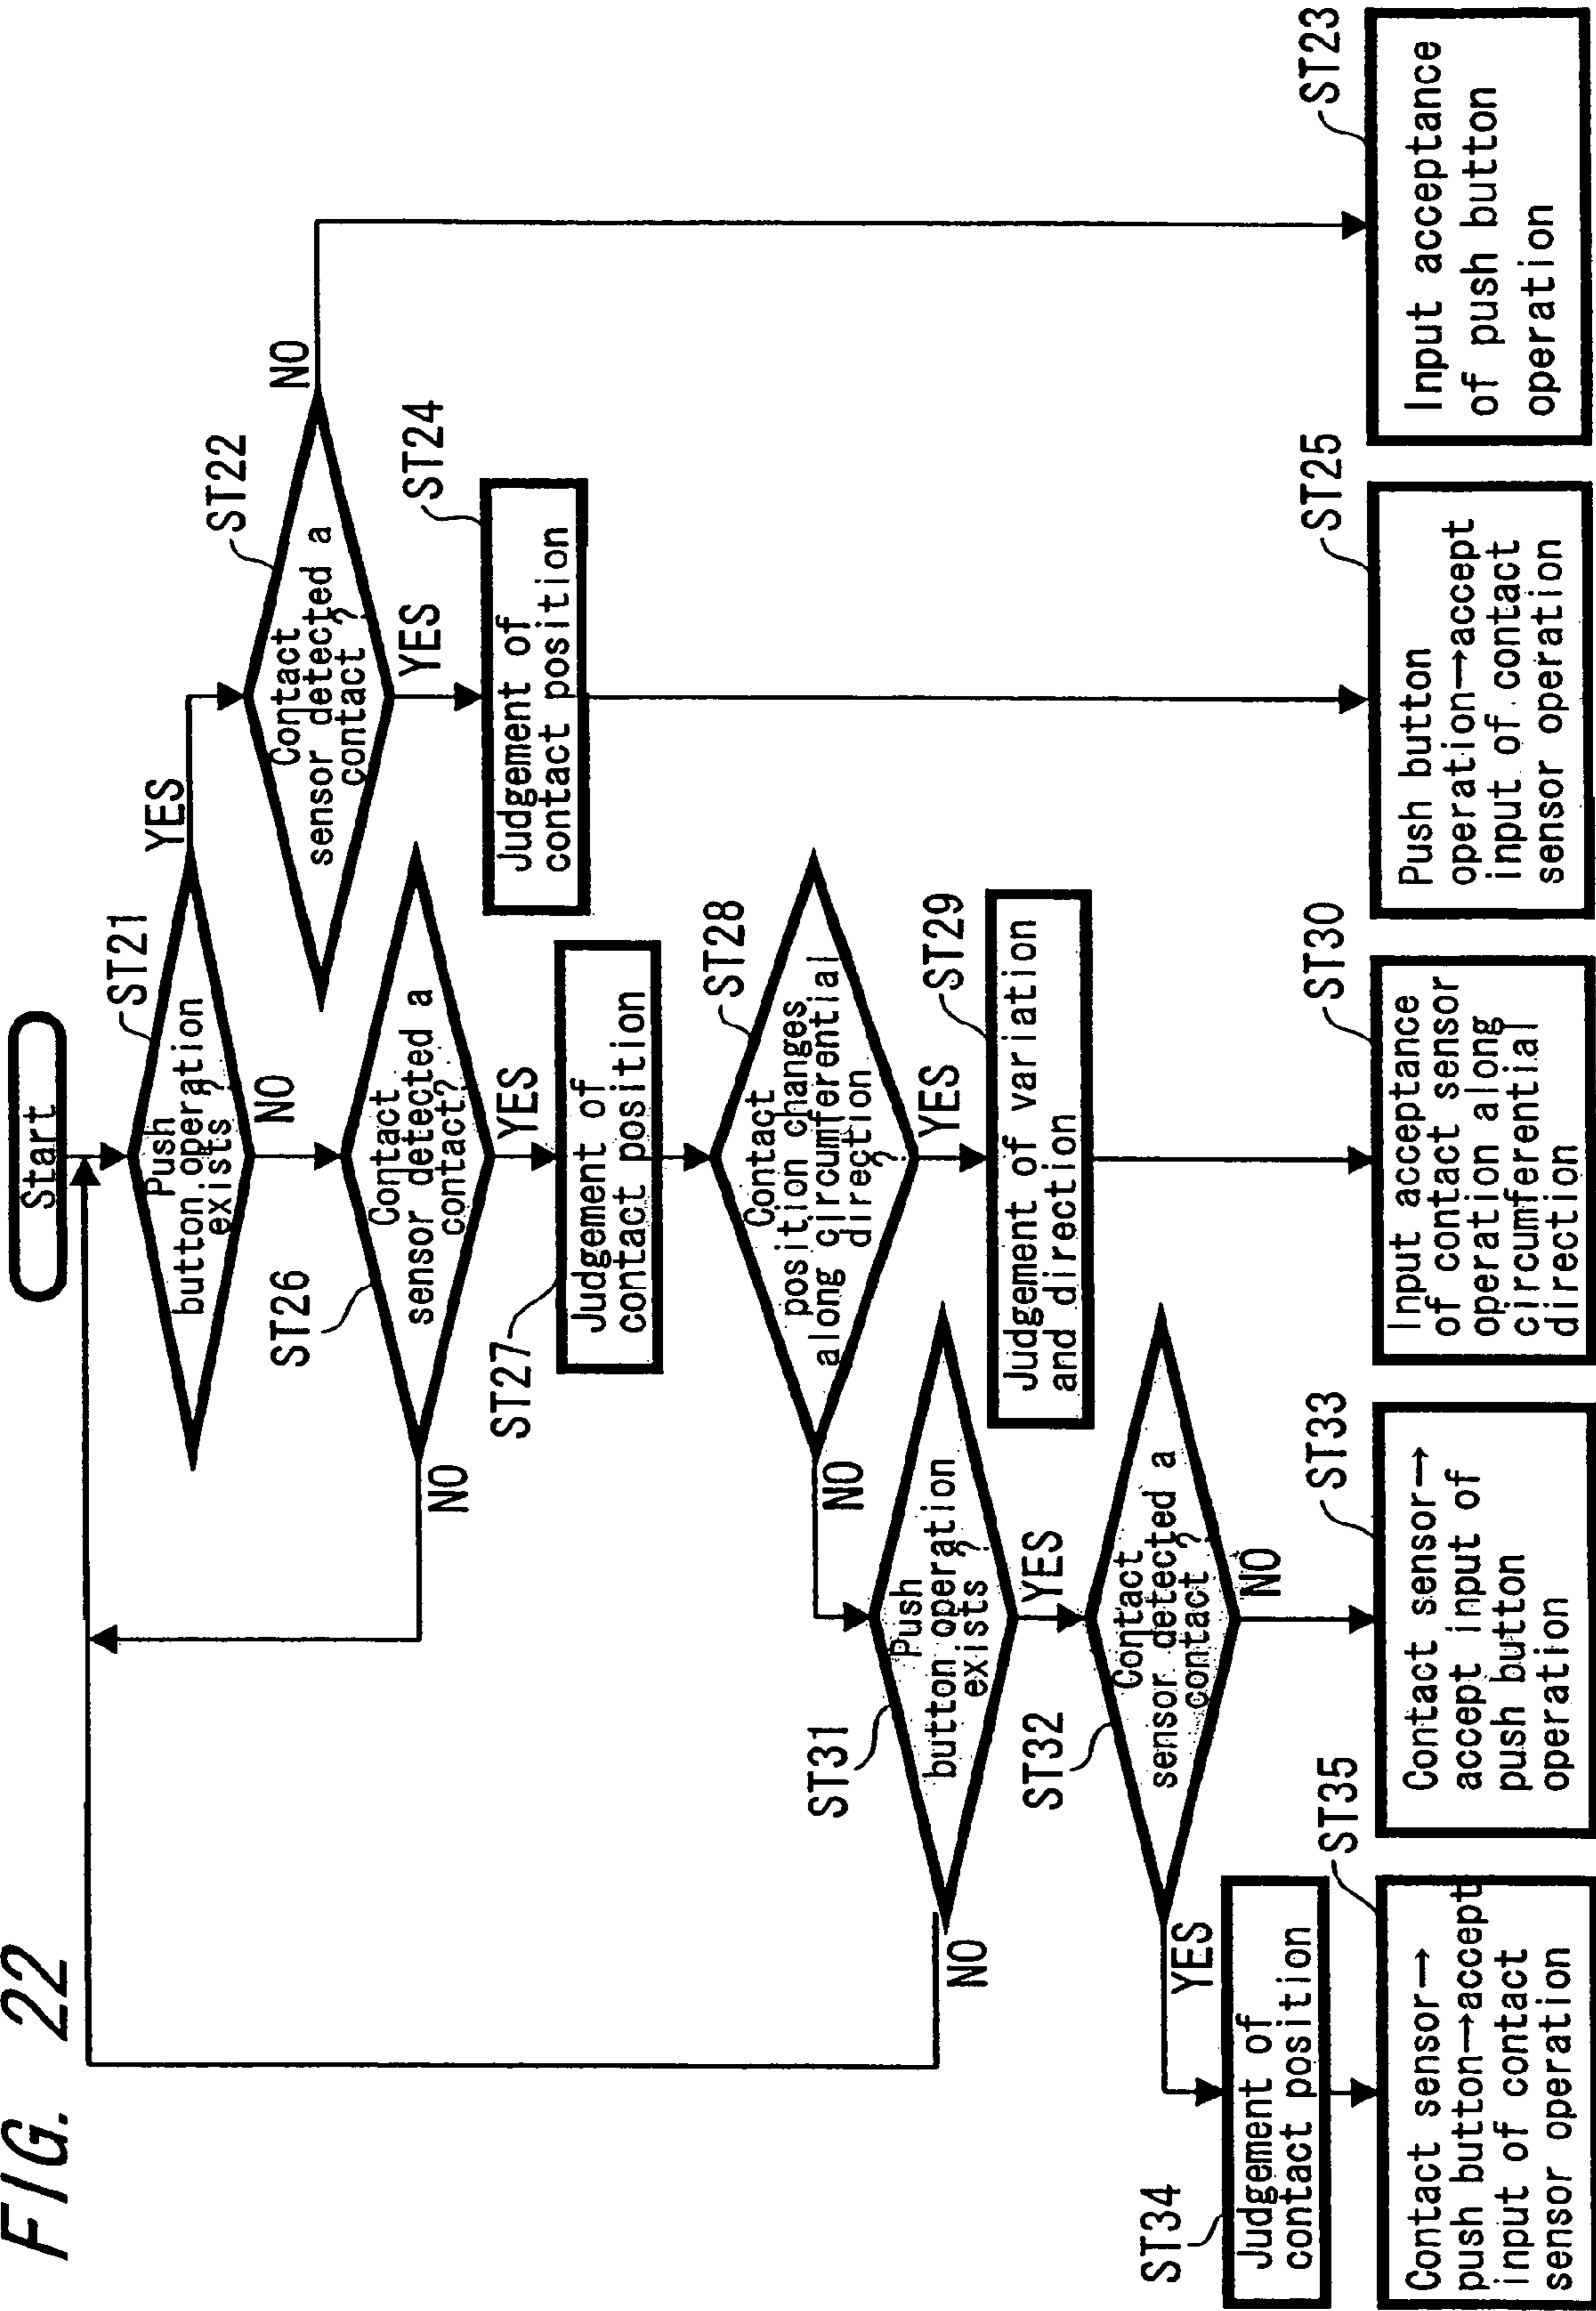 FIG. 22
Start
ST21
Push
button operation
exists ?
YES
NO
ST22
Contact
sensor detected a
contact ?
NO
YES
ST24
Judgement of
contact position
ST26
Contact
sensor detected a
contact?
NO
YES
ST27
Judgement of
contact position
ST28
Contact
position changes
along circumferential
direction
?
NO
YES
ST29
Judgement of variation
and direction
ST31
Push
button operation
exists ?
NO
YES
ST32
Contact
sensor detected a
contact ?
YES
NO
ST34
Judgement of
contact position
ST35
Contact sensor→
push button→accept
input of contact
sensor operation
ST33
Contact sensor→
accept input of
push button
operation
ST30
Input acceptance
of contact sensor
operation along
circumferential
direction
ST25
Push button
operation→accept
input of contact
sensor operation
ST23
Input acceptance
of push button
operation